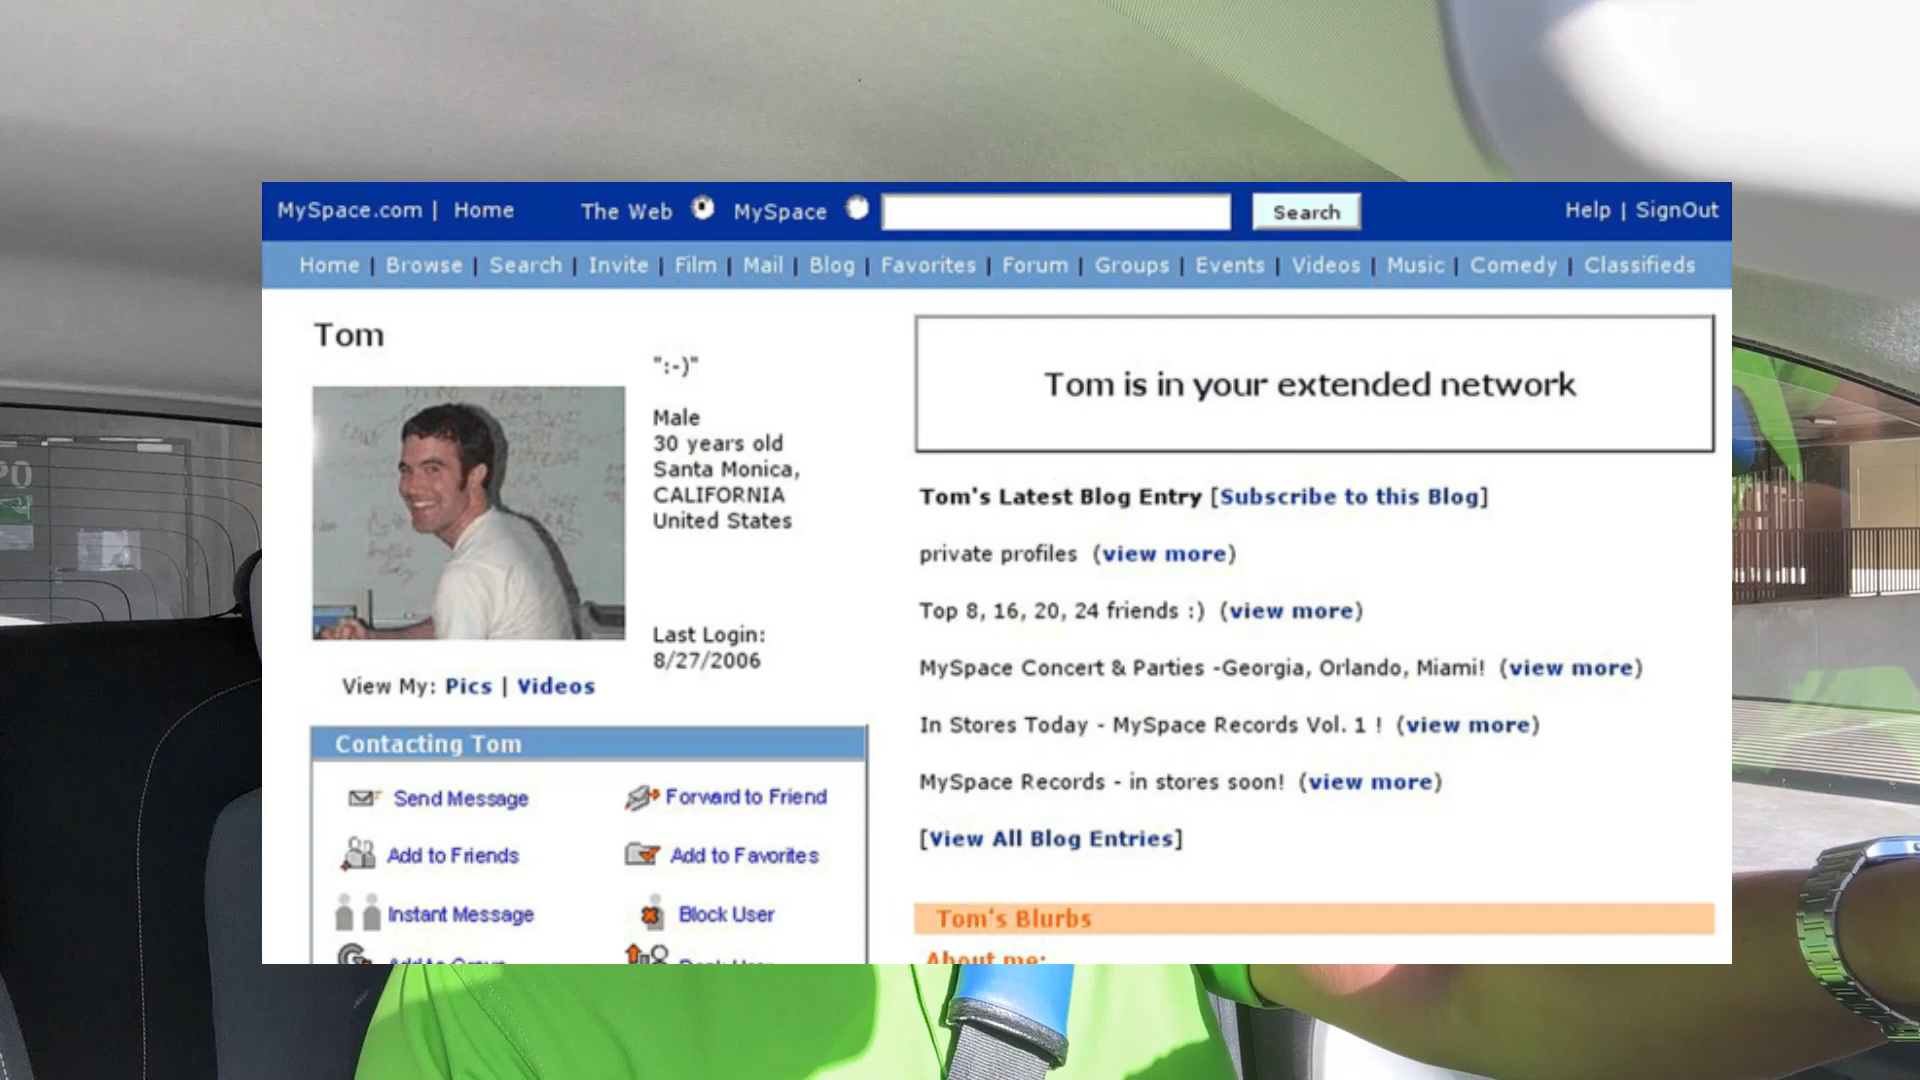 MySpace.com | Home The Web MySpace Search Help | SignOut
Home | Browse | Search | Invite | Film | Mail | Blog | Favorites | Forum | Groups | Events | Videos | Music | Comedy | Classifieds
Tom
":-)"
Male
30 years old
Santa Monica,
CALIFORNIA
United States
Last Login:
8/27/2006
View My: Pics | Videos
Contacting Tom
Send Message
Forward to Friend
Add to Friends
Add to Favorites
Instant Message
Block User
Tom is in your extended network
Tom's Latest Blog Entry [Subscribe to this Blog]
private profiles (view more)
Top 8, 16, 20, 24 friends :) (view more)
MySpace Concert & Parties -Georgia, Orlando, Miami! (view more)
In Stores Today - MySpace Records Vol. 1 ! (view more)
MySpace Records - in stores soon! (view more)
[View All Blog Entries]
Tom's Blurbs
About me: